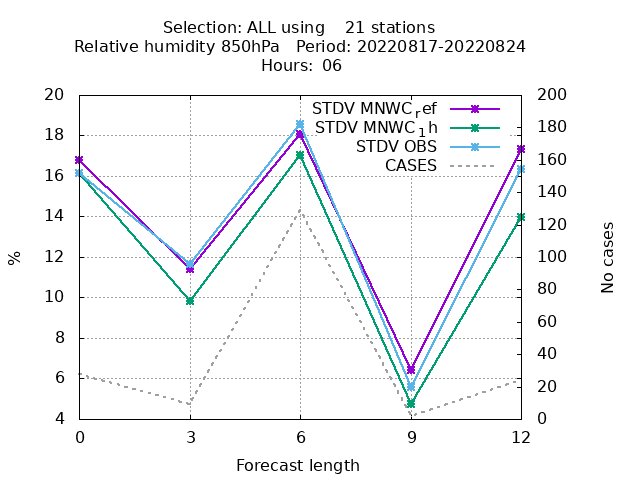 Selection: ALL using    21 stations
Relative humidity 850hPa   Period: 20220817-20220824
Hours: 06
STDV MNWCref
STDV MNWC1h
STDV OBS
CASES
20
18
16
14
12
10
8
6
4
%
200
180
160
140
120
100
80
60
40
20
0
No cases
0 3 6 9 12
Forecast length